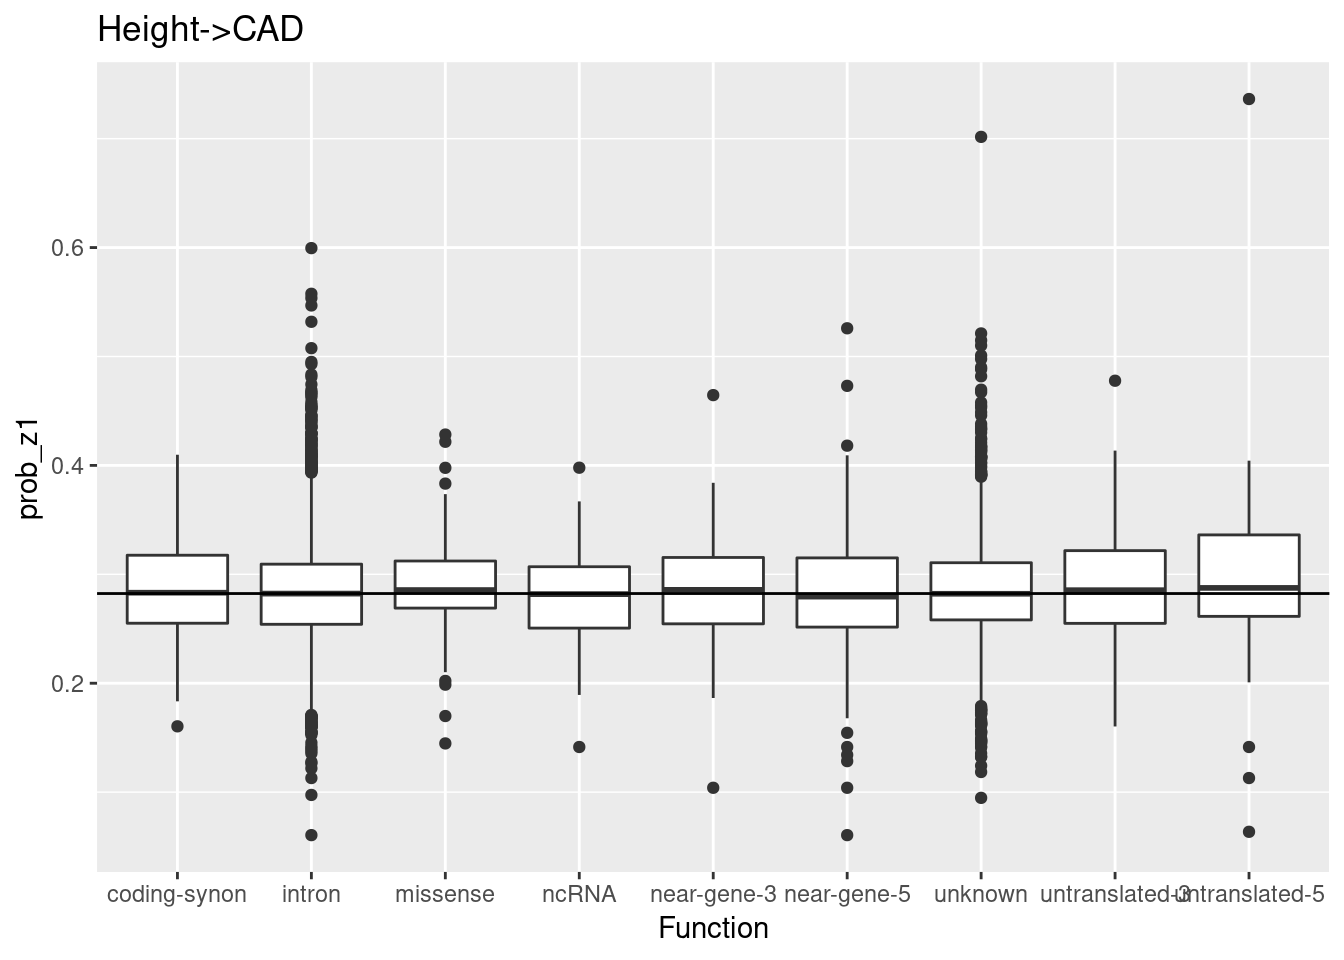 Height->CAD
prob_z1
0.6
0.4
0.2
coding-synon intron missense ncRNA near-gene-3 near-gene-5 unknown untranslated-3 untranslated-5
Function